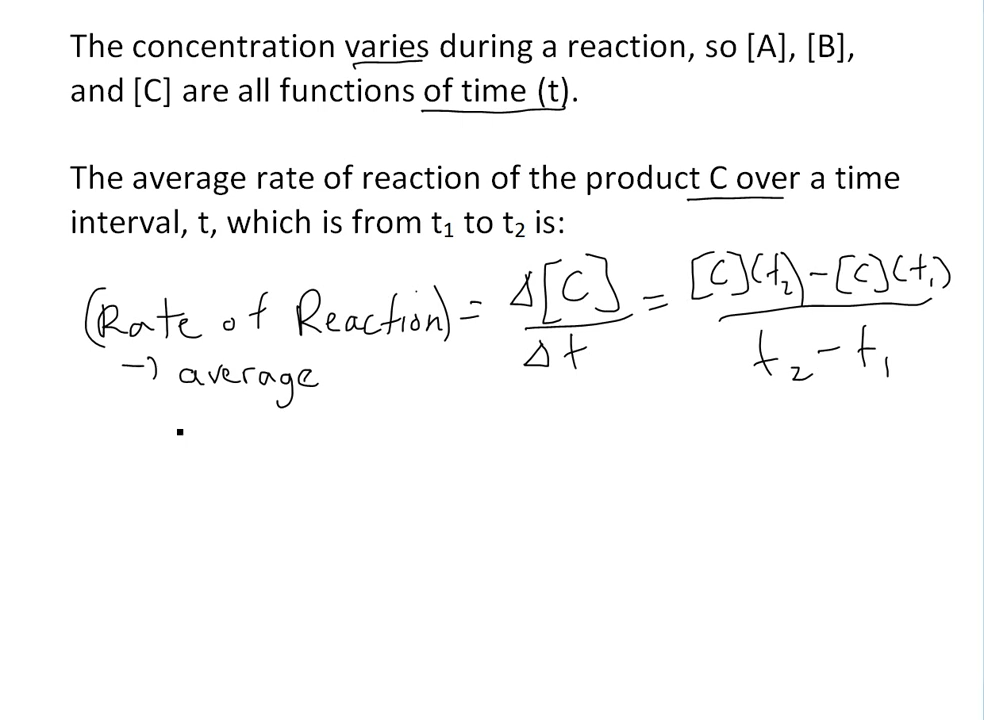 The concentration varies during a reaction, so [A], [B],
and [C] are all functions of time (t).
The average rate of reaction of the product C over a time
interval, t, which is from t₁ to t₂ is:
(Rate of Reaction) = Δ[C] / Δt = [C](t₂) - [C](t₁) / t₂ - t₁
→ average